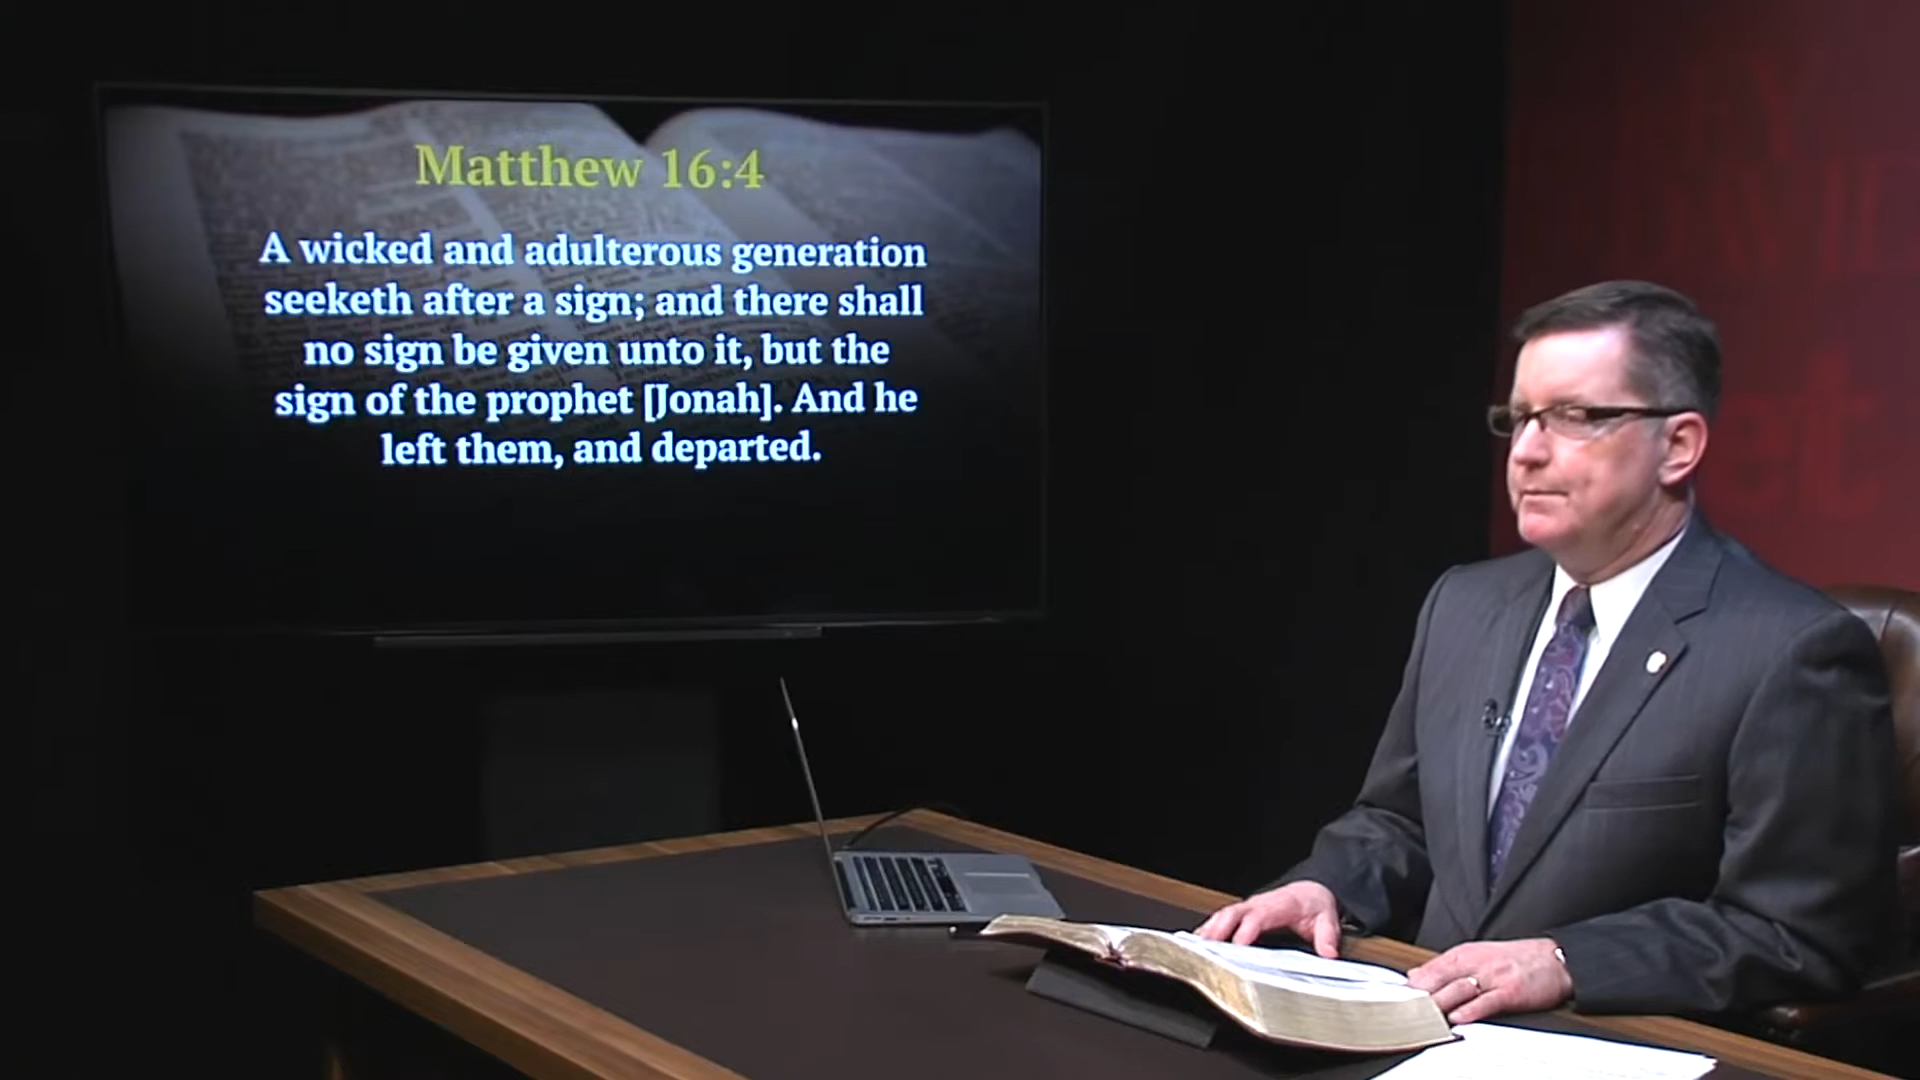 Matthew 16:4
A wicked and adulterous generation
seeketh after a sign; and there shall
no sign be given unto it, but the
sign of the prophet [Jonah]. And he
left them, and departed.